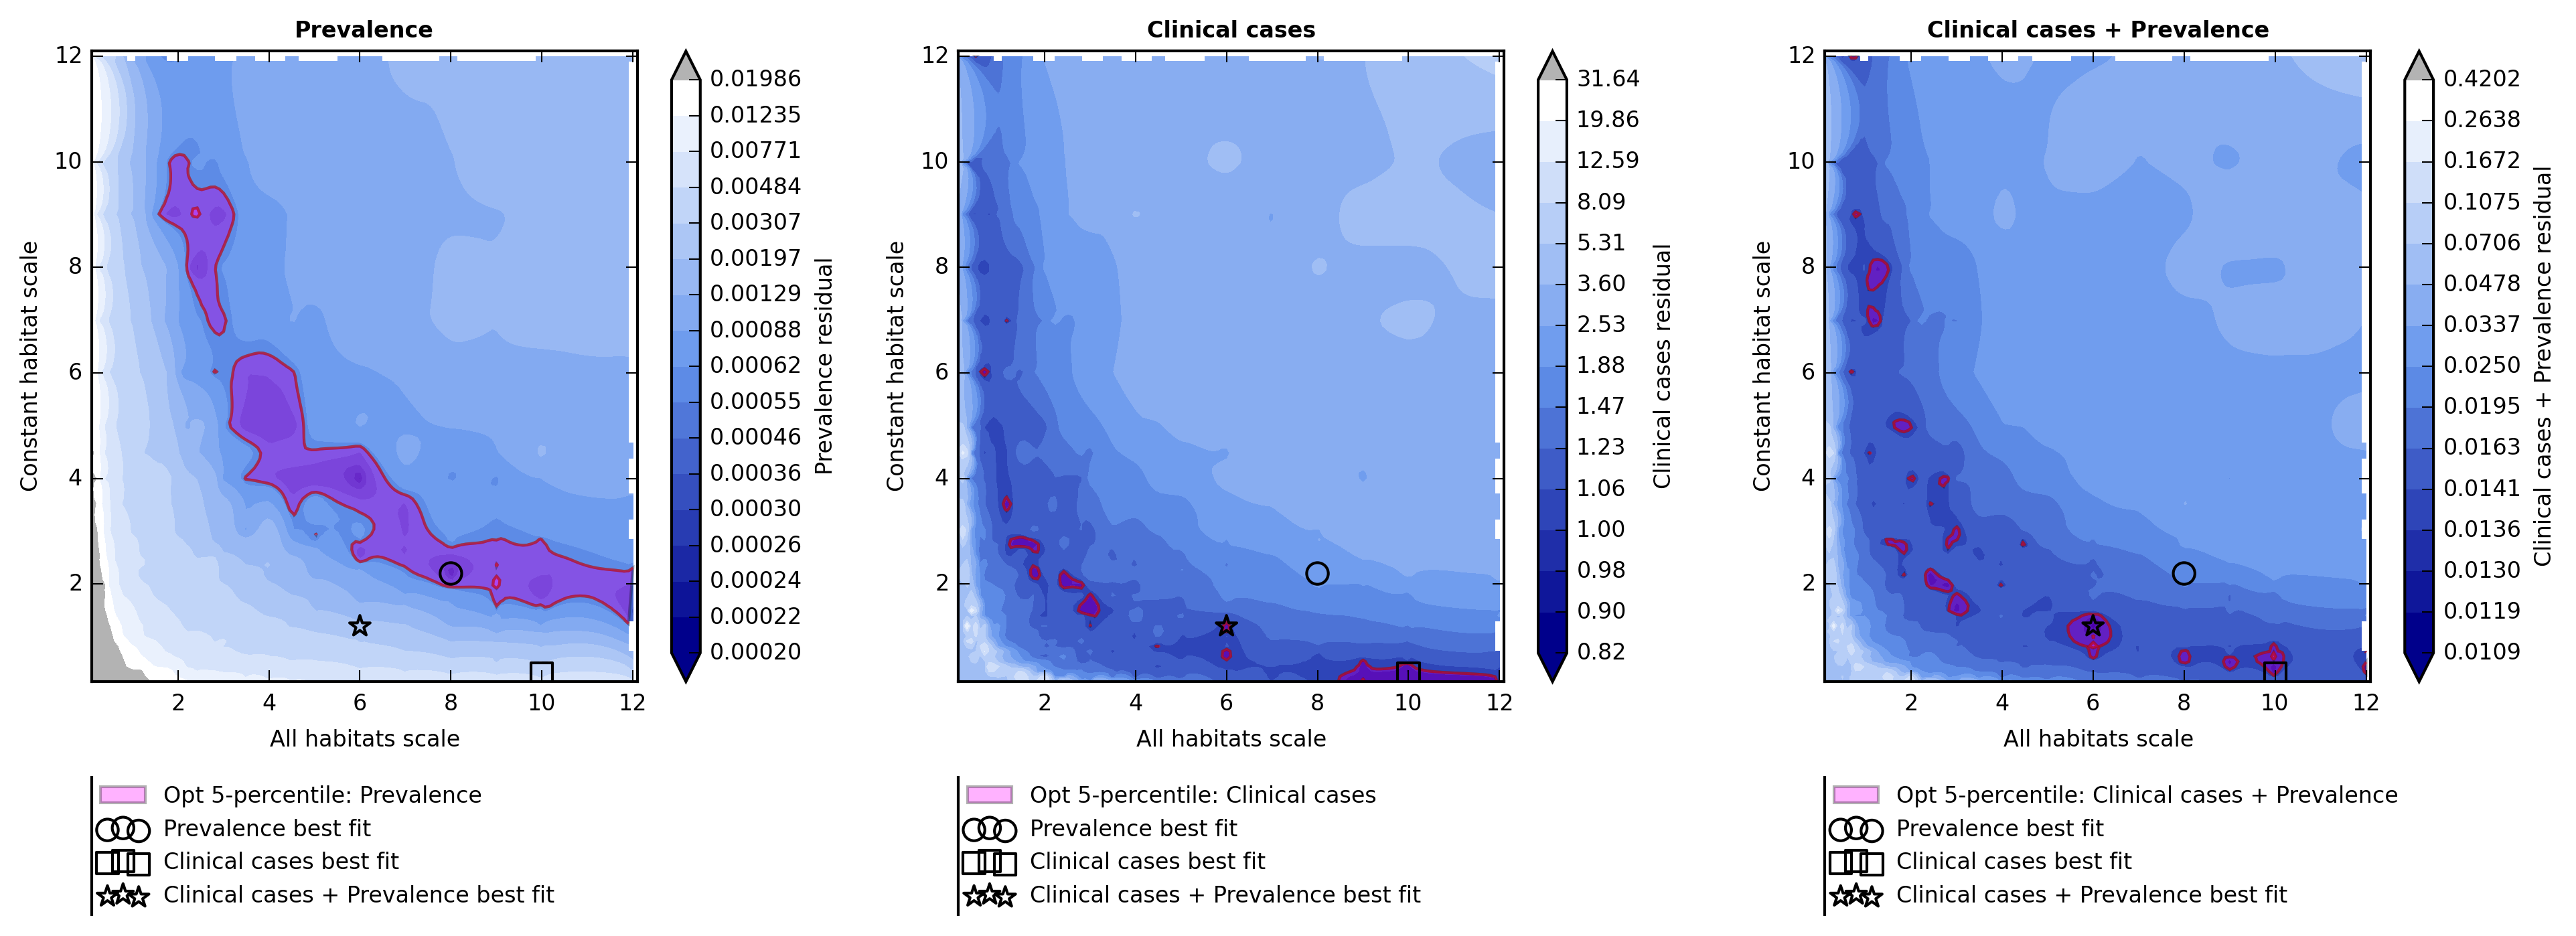 Prevalence
12
10
8
6
4
2
2 4 6 8 10 12
Constant habitat scale
All habitats scale
0.01986
0.01235
0.00771
0.00484
0.00307
0.00197
0.00129
0.00088
0.00062
0.00055
0.00046
0.00036
0.00030
0.00026
0.00024
0.00022
0.00020
Prevalence residual
Opt 5-percentile: Prevalence
Prevalence best fit
Clinical cases best fit
Clinical cases + Prevalence best fit
Clinical cases
12
10
8
6
4
2
2 4 6 8 10 12
Constant habitat scale
All habitats scale
31.64
19.86
12.59
8.09
5.31
3.60
2.53
1.88
1.47
1.23
1.06
1.00
0.98
0.90
0.82
Clinical cases residual
Opt 5-percentile: Clinical cases
Prevalence best fit
Clinical cases best fit
Clinical cases + Prevalence best fit
Clinical cases + Prevalence
12
10
8
6
4
2
2 4 6 8 10 12
Constant habitat scale
All habitats scale
0.4202
0.2638
0.1672
0.1075
0.0706
0.0478
0.0337
0.0250
0.0195
0.0163
0.0141
0.0136
0.0130
0.0119
0.0109
Clinical cases + Prevalence residual
Opt 5-percentile: Clinical cases + Prevalence
Prevalence best fit
Clinical cases best fit
Clinical cases + Prevalence best fit